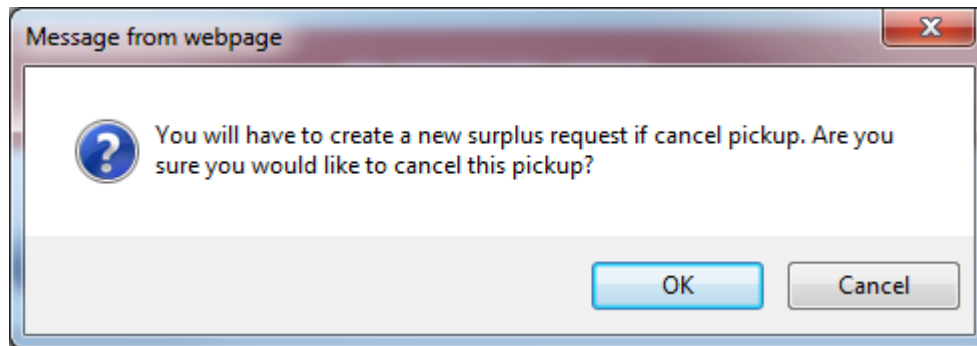 Message from webpage
You will have to create a new surplus request if cancel pickup. Are you
sure you would like to cancel this pickup?
OK
Cancel